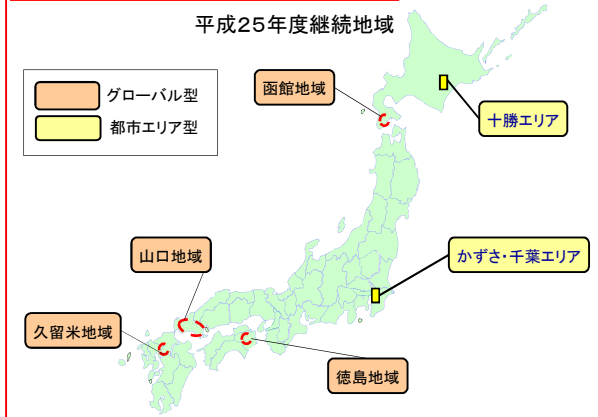 平成25年度継続地域
グローバル型
都市エリア型
函館地域
十勝エリア
山口地域
かずさ・千葉エリア
久留米地域
徳島地域